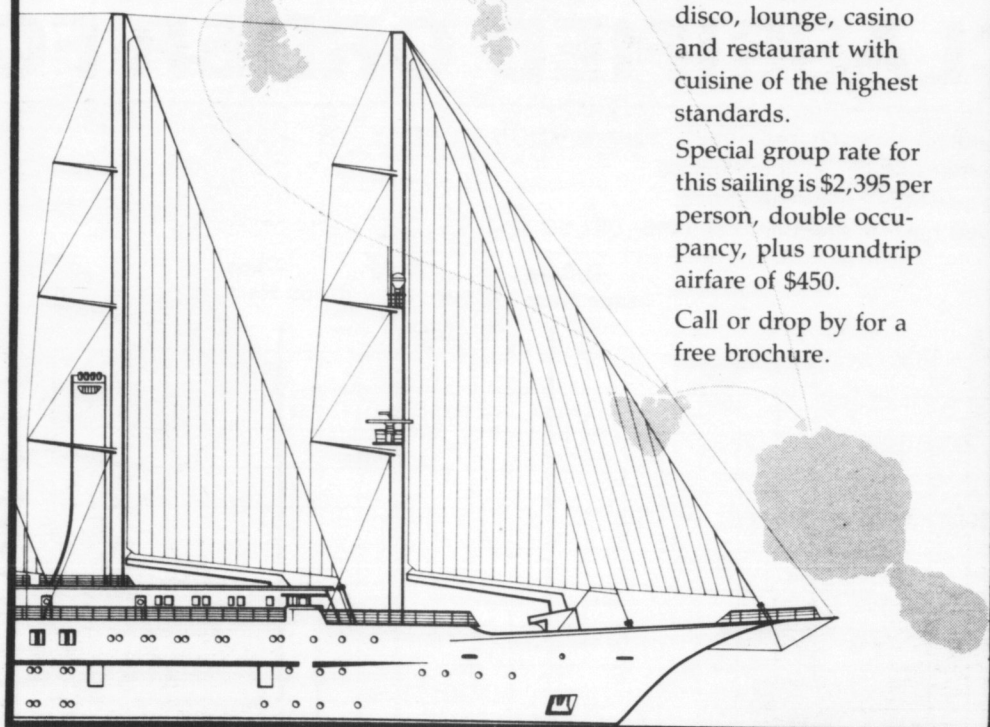 disco, lounge, casino
and restaurant with
cuisine of the highest
standards.
Special group rate for
this sailing is $2,395 per
person, double occu-
pancy, plus roundtrip
airfare of $450.
Call or drop by for a
free brochure.